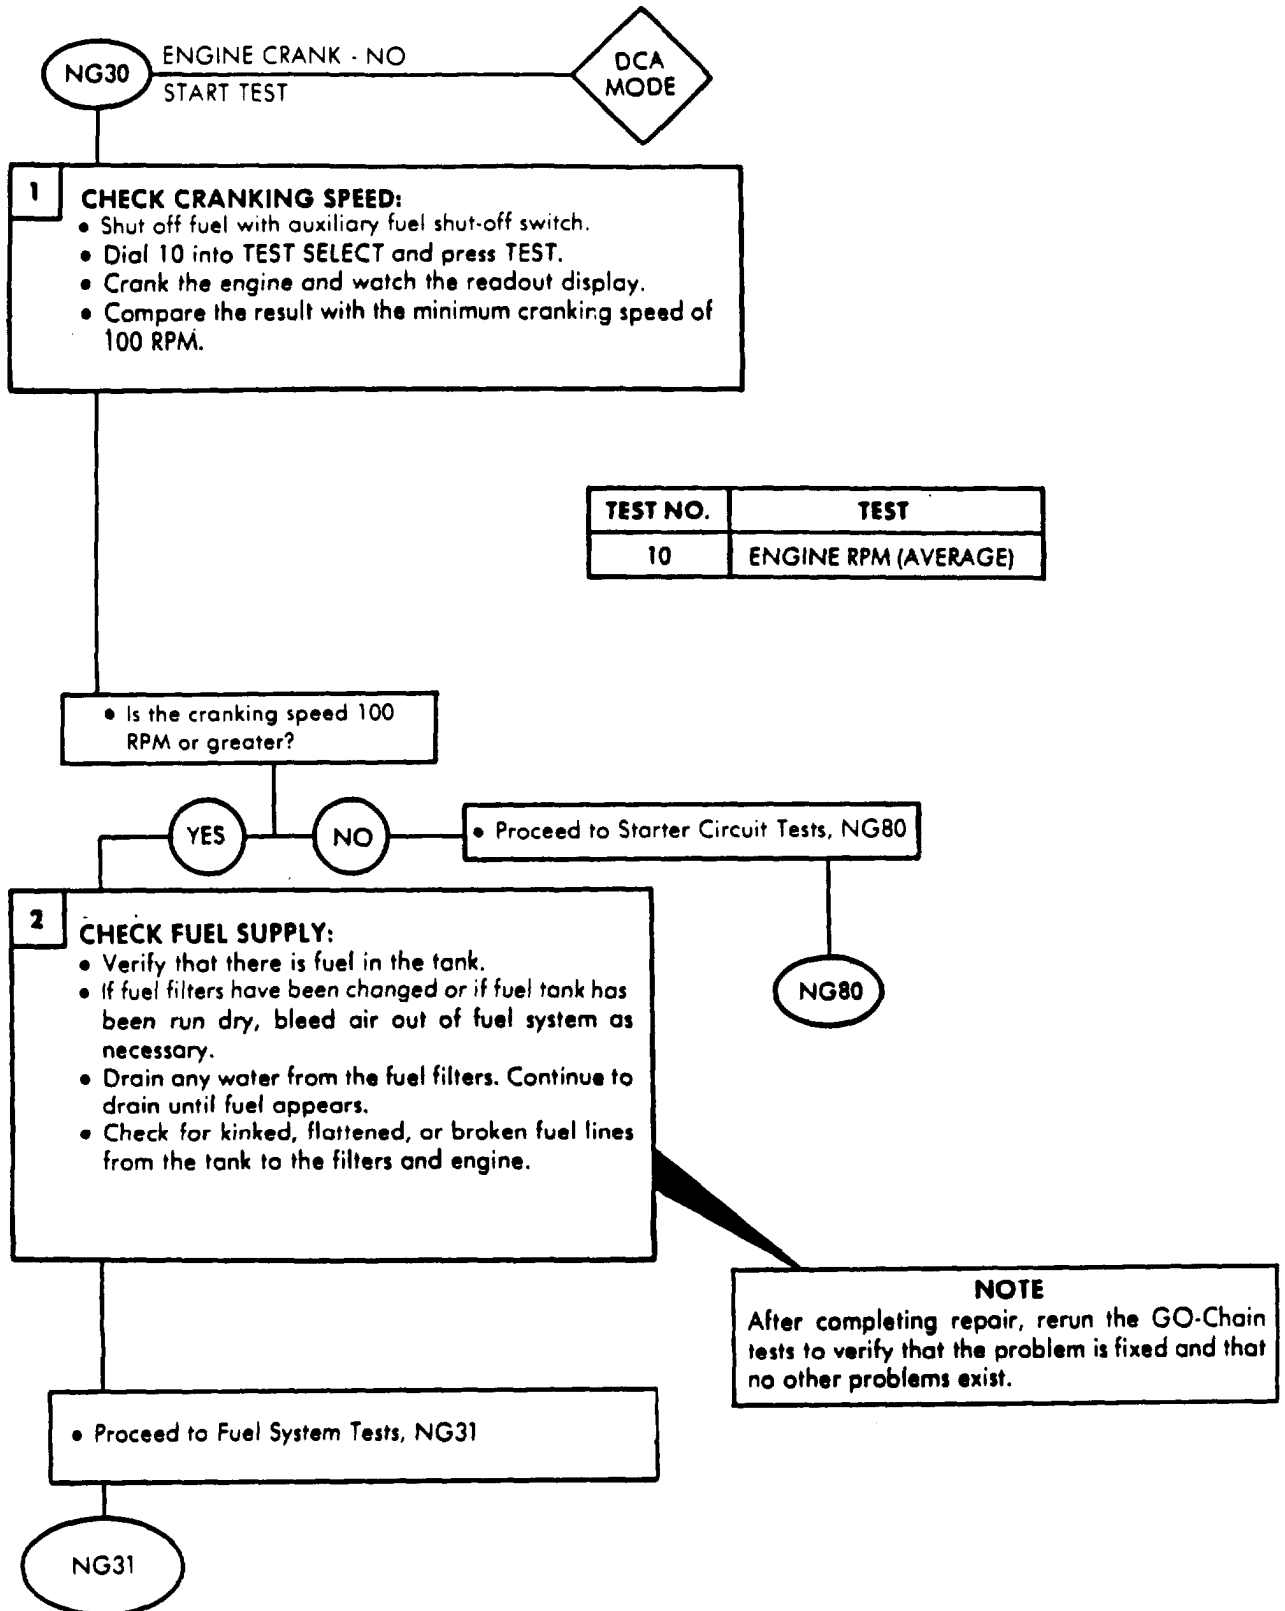 NG30
ENGINE CRANK - NO
START TEST
DCA
MODE
1
CHECK CRANKING SPEED:
• Shut off fuel with auxiliary fuel shut-off switch.
• Dial 10 into TEST SELECT and press TEST.
• Crank the engine and watch the readout display.
• Compare the result with the minimum cranking speed of
100 RPM.
TEST NO. TEST
10 ENGINE RPM (AVERAGE)
• Is the cranking speed 100
RPM or greater?
YES
NO
• Proceed to Starter Circuit Tests, NG80
NG80
2
CHECK FUEL SUPPLY:
• Verify that there is fuel in the tank.
• If fuel filters have been changed or if fuel tank has
been run dry, bleed air out of fuel system as
necessary.
• Drain any water from the fuel filters. Continue to
drain until fuel appears.
• Check for kinked, flattened, or broken fuel lines
from the tank to the filters and engine.
NOTE
After completing repair, rerun the GO-Chain
tests to verify that the problem is fixed and that
no other problems exist.
• Proceed to Fuel System Tests, NG31
NG31